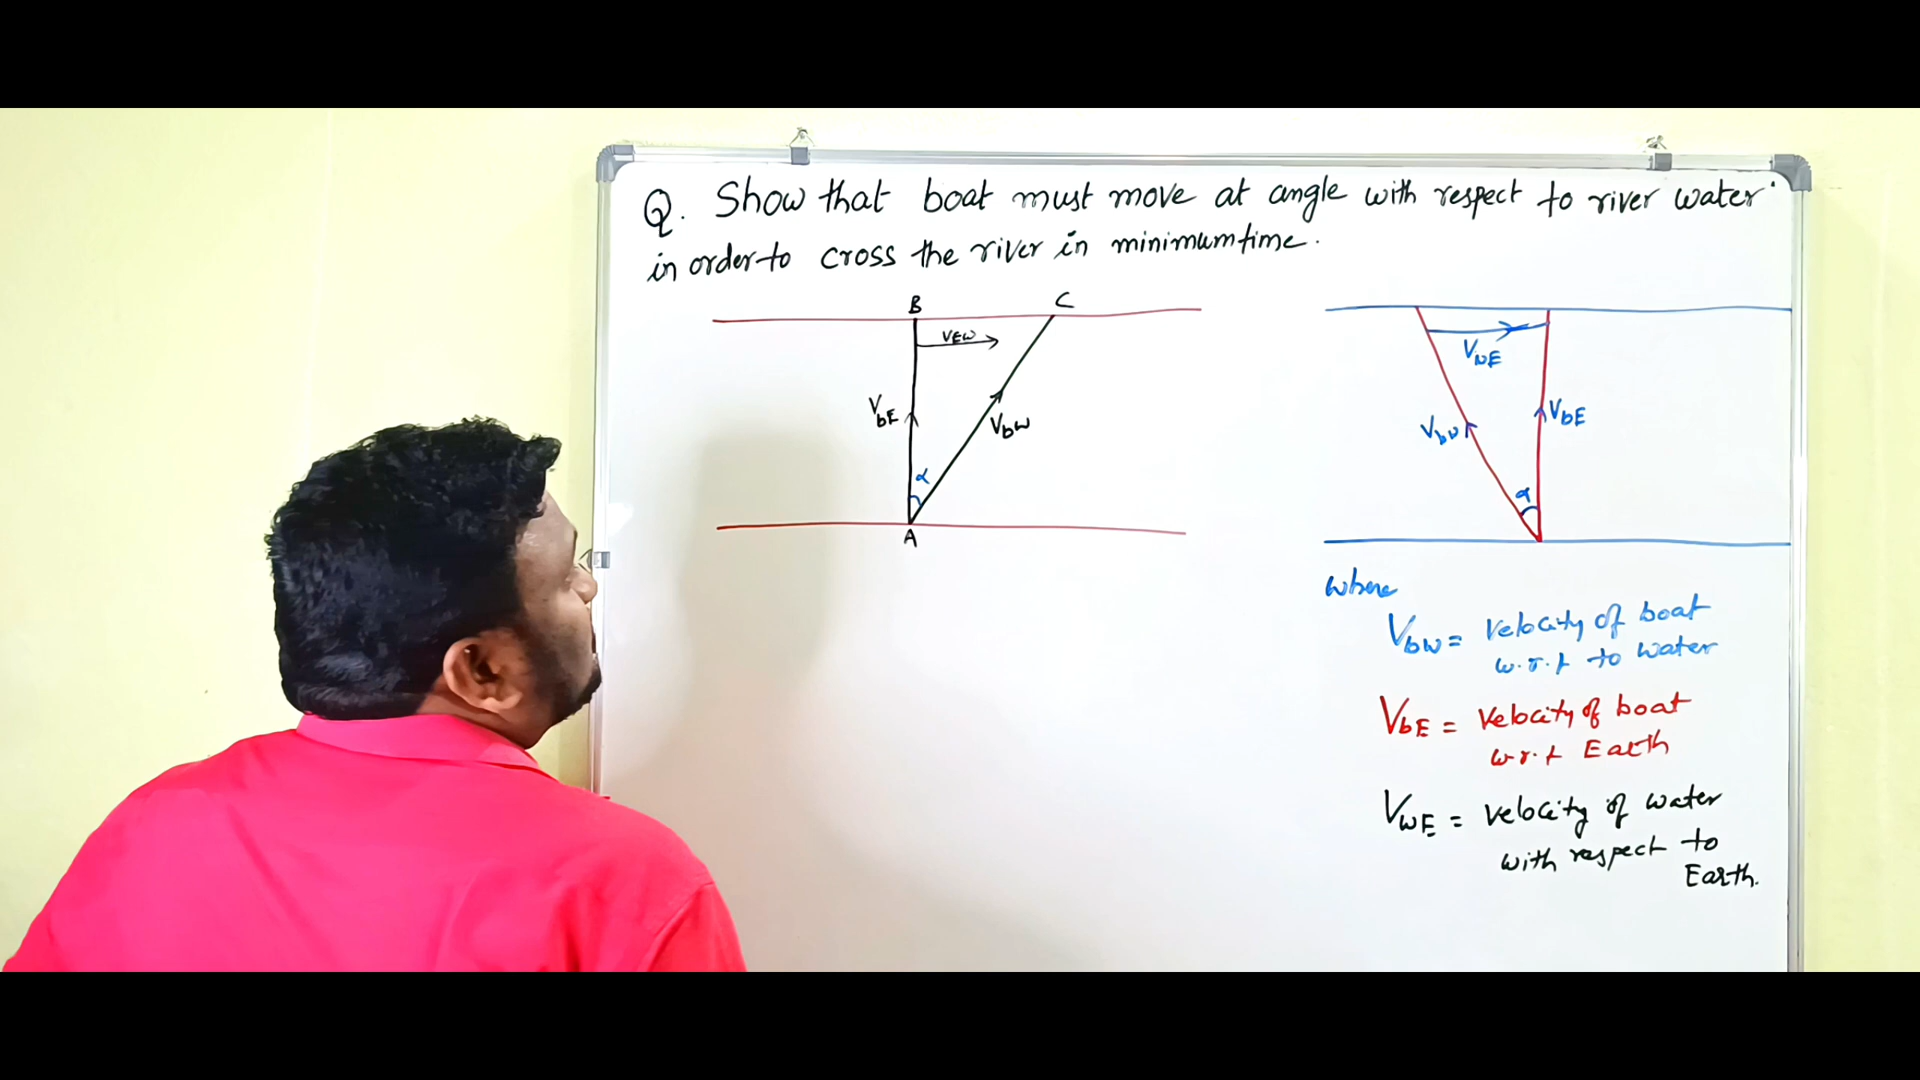 Q. Show that boat must move at angle with respect to river water
in order to cross the river in minimum time.
B
C
VEW
VbE
Vbw
α
A
VWE
Vbw
VbE
α
where
Vbw = velocity of boat
w.r.t to water
VbE = velocity of boat
w.r.t Earth
VWE = velocity of water
with respect to
Earth.